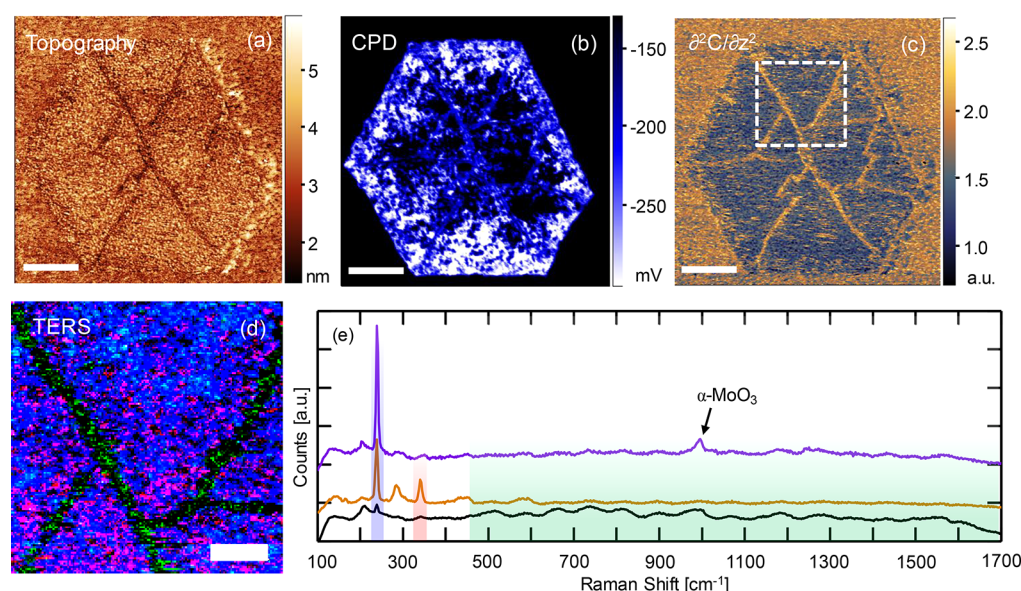 Topography (a)
5
4
3
2
nm
CPD (b)
-150
-200
-250
mV
∂²C/∂z² (c)
2.5
2.0
1.5
1.0
a.u.
TERS (d)
(e)
α-MoO₃
Counts [a.u.]
100 300 500 700 900 1100 1300 1500 1700
Raman Shift [cm⁻¹]